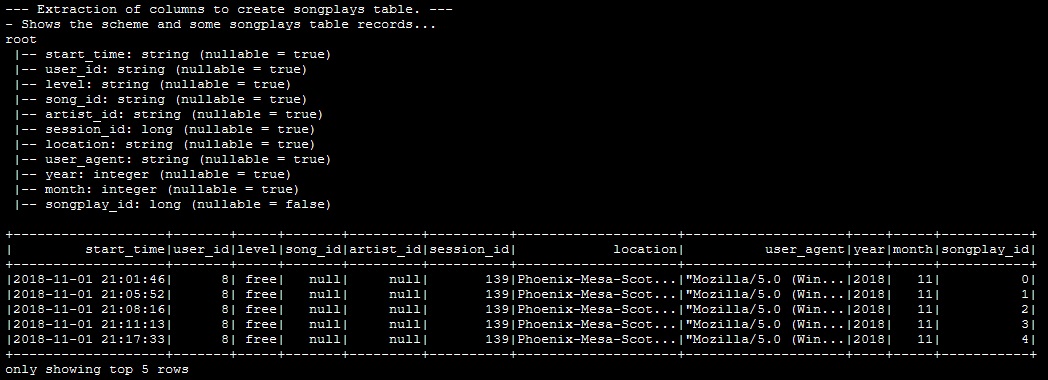 --- Extraction of columns to create songplays table. ---
- Shows the scheme and some songplays table records...
root
 |-- start_time: string (nullable = true)
 |-- user_id: string (nullable = true)
 |-- level: string (nullable = true)
 |-- song_id: string (nullable = true)
 |-- artist_id: string (nullable = true)
 |-- session_id: long (nullable = true)
 |-- location: string (nullable = true)
 |-- user_agent: string (nullable = true)
 |-- year: integer (nullable = true)
 |-- month: integer (nullable = true)
 |-- songplay_id: long (nullable = false)

+-------------------+-------+-----+-------+---------+----------+--------------------+--------------------+----+-----+-----------+
|         start_time|user_id|level|song_id|artist_id|session_id|            location|          user_agent|year|month|songplay_id|
+-------------------+-------+-----+-------+---------+----------+--------------------+--------------------+----+-----+-----------+
|2018-11-01 21:01:46|      8| free|   null|     null|       139|Phoenix-Mesa-Scot...|"Mozilla/5.0 (Win...|2018|   11|          0|
|2018-11-01 21:05:52|      8| free|   null|     null|       139|Phoenix-Mesa-Scot...|"Mozilla/5.0 (Win...|2018|   11|          1|
|2018-11-01 21:08:16|      8| free|   null|     null|       139|Phoenix-Mesa-Scot...|"Mozilla/5.0 (Win...|2018|   11|          2|
|2018-11-01 21:11:13|      8| free|   null|     null|       139|Phoenix-Mesa-Scot...|"Mozilla/5.0 (Win...|2018|   11|          3|
|2018-11-01 21:17:33|      8| free|   null|     null|       139|Phoenix-Mesa-Scot...|"Mozilla/5.0 (Win...|2018|   11|          4|
+-------------------+-------+-----+-------+---------+----------+--------------------+--------------------+----+-----+-----------+
only showing top 5 rows